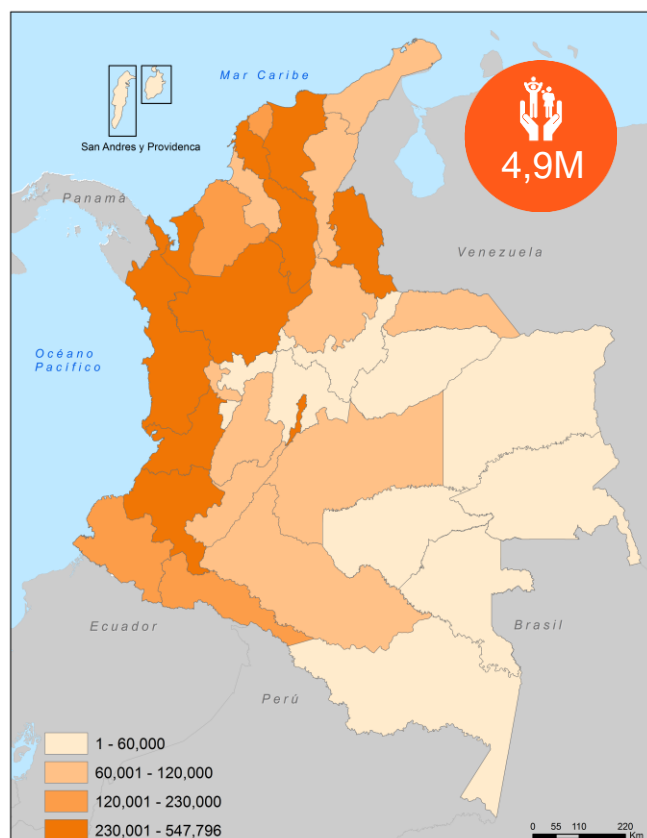 Mar Caribe
San Andres y Providenca
4,9M
Panamá
Venezuela
Océano
Pacífico
Ecuador
Brasil
Perú
1 - 60,000
60,001 - 120,000
120,001 - 230,000
230,001 - 547,796
0 55 110 220
Km